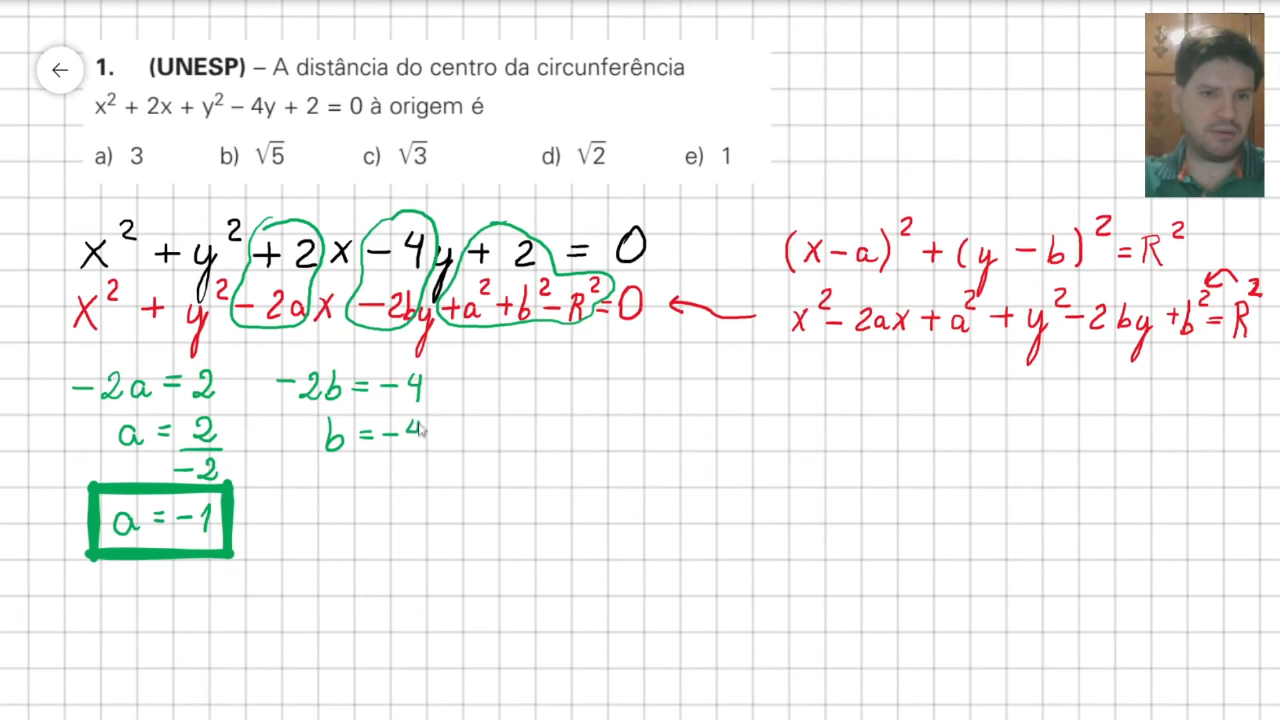 1. (UNESP) – A distância do centro da circunferência
x² + 2x + y² – 4y + 2 = 0 à origem é
a) 3 b) √5 c) √3 d) √2 e) 1
x² + y² + 2x - 4y + 2 = 0
x² + y² - 2ax - 2by + a² + b² - R² = 0
(x - a)² + (y - b)² = R²
x² - 2ax + a² + y² - 2by + b² = R²
-2a = 2
a = 2
-2
a = -1
-2b = -4
b = -4